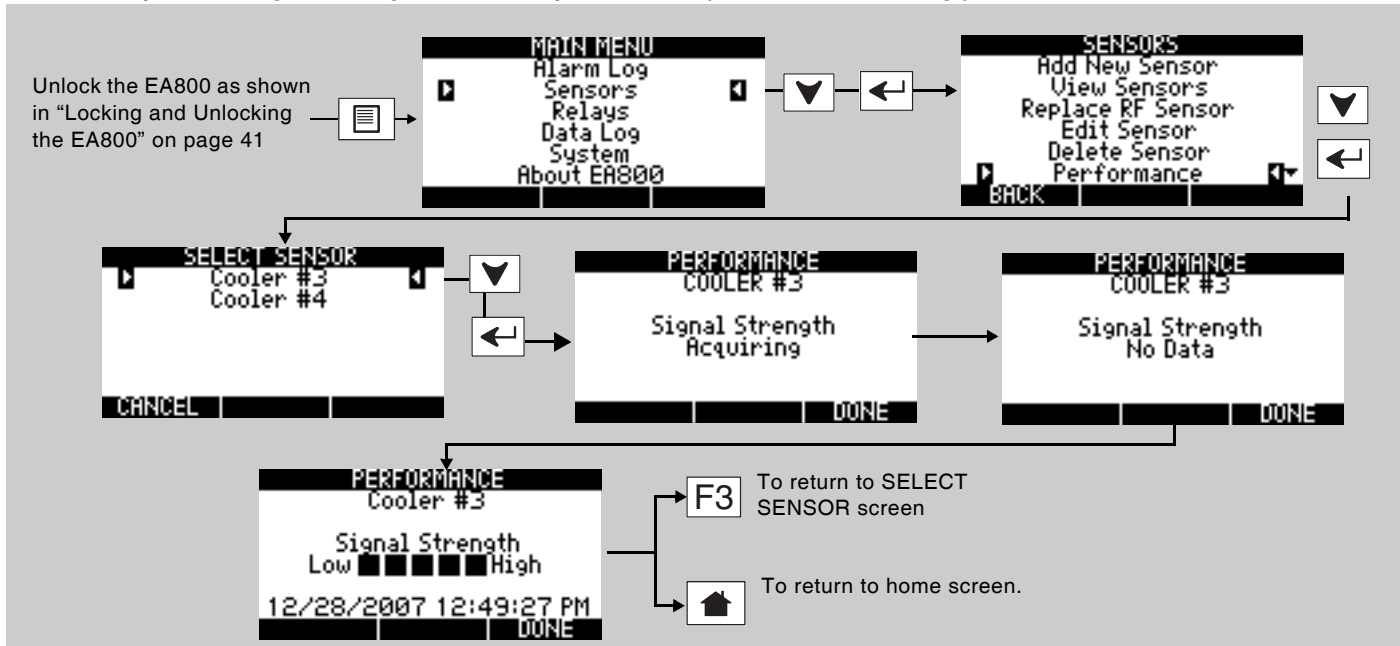 Unlock the EA800 as shown
in “Locking and Unlocking
the EA800” on page 41
MAIN MENU
Alarm Log
Sensors
Relays
Data Log
System
About EA800
SENSORS
Add New Sensor
View Sensors
Replace RF Sensor
Edit Sensor
Delete Sensor
Performance
BACK
SELECT SENSOR
Cooler #3
Cooler #4
CANCEL
PERFORMANCE
COOLER #3
Signal Strength
Acquiring
DONE
PERFORMANCE
COOLER #3
Signal Strength
No Data
DONE
PERFORMANCE
Cooler #3
Signal Strength
Low High
12/28/2007 12:49:27 PM
DONE
F3
To return to SELECT
SENSOR screen
To return to home screen.